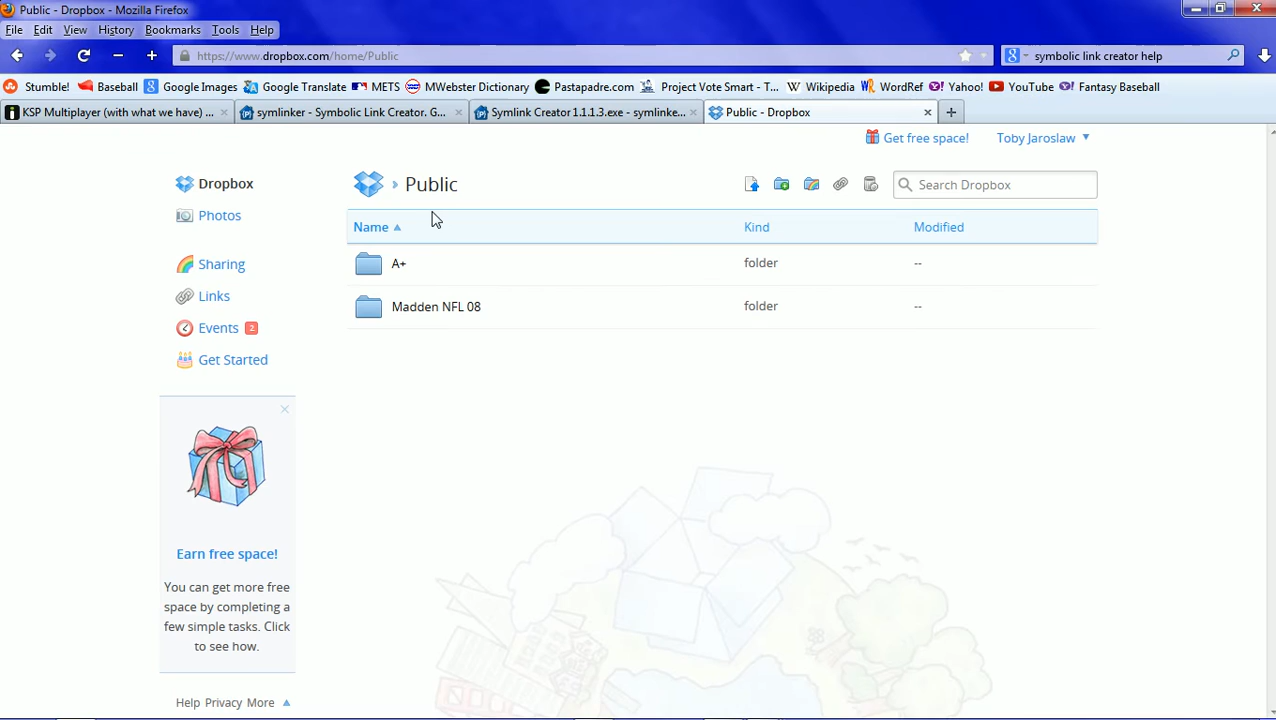 Public - Dropbox - Mozilla Firefox
File Edit View History Bookmarks Tools Help
https://www.dropbox.com/home/Public
symbolic link creator help
Stumble! Baseball Google Images Google Translate METS MWebster Dictionary Pastapadre.com Project Vote Smart - T... Wikipedia WordRef Yahoo! YouTube Fantasy Baseball
KSP Multiplayer (with what we have) ... symlinker - Symbolic Link Creator. G... Symlink Creator 1.1.1.3.exe - symlinke... Public - Dropbox
Get free space! Toby Jaroslaw
Dropbox
Public
Search Dropbox
Photos
Name Kind Modified
Sharing
A+ folder --
Links
Madden NFL 08 folder --
Events 2
Get Started
Earn free space!
You can get more free
space by completing a
few simple tasks. Click
to see how.
Help Privacy More